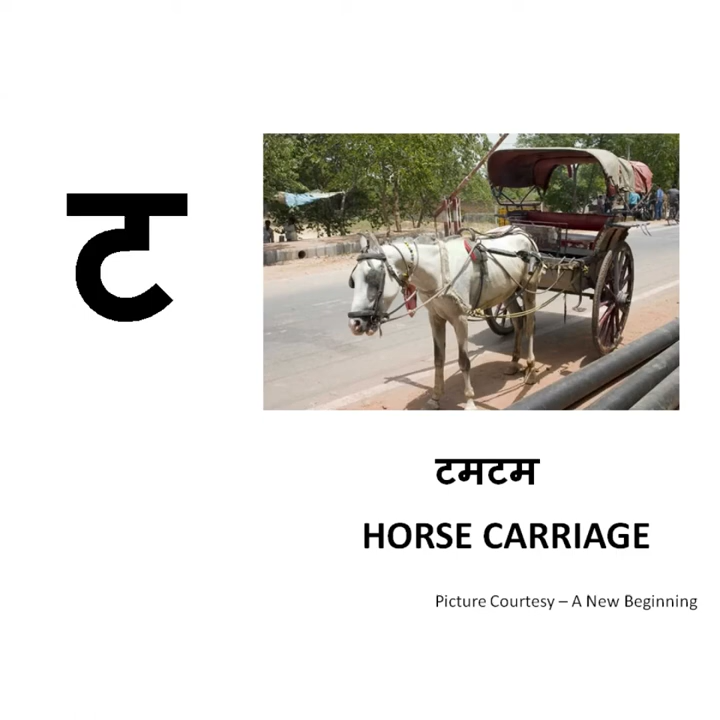 ट
टमटम
HORSE CARRIAGE
Picture Courtesy – A New Beginning